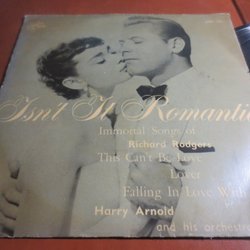 Isn't It Romantic
Immortal Songs of
Richard Rodgers
This Can't Be Love
Lover
Falling In Love With
Harry Arnold
and his orchestra